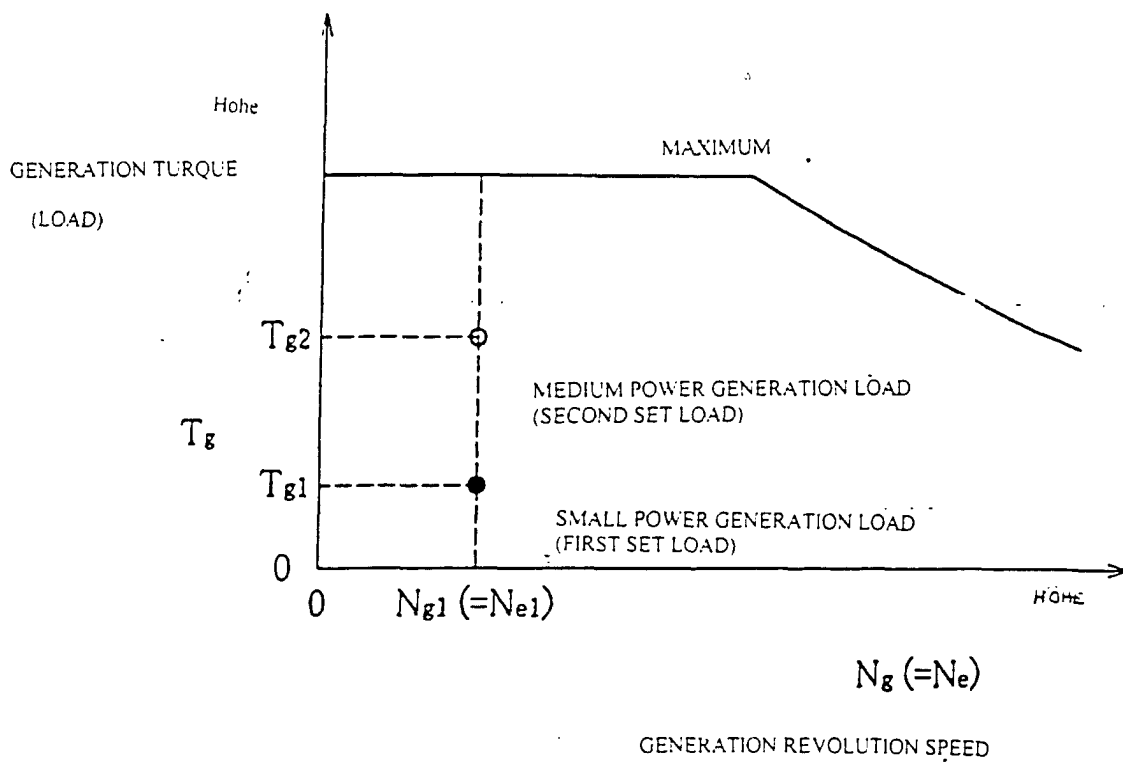 Hohe
GENERATION TURQUE
(LOAD)
MAXIMUM
Tg2
MEDIUM POWER GENERATION LOAD
(SECOND SET LOAD)
Tg
Tg1
SMALL POWER GENERATION LOAD
(FIRST SET LOAD)
0
0
Ng1 (=Ne1)
HÖHE
Ng (=Ne)
GENERATION REVOLUTION SPEED